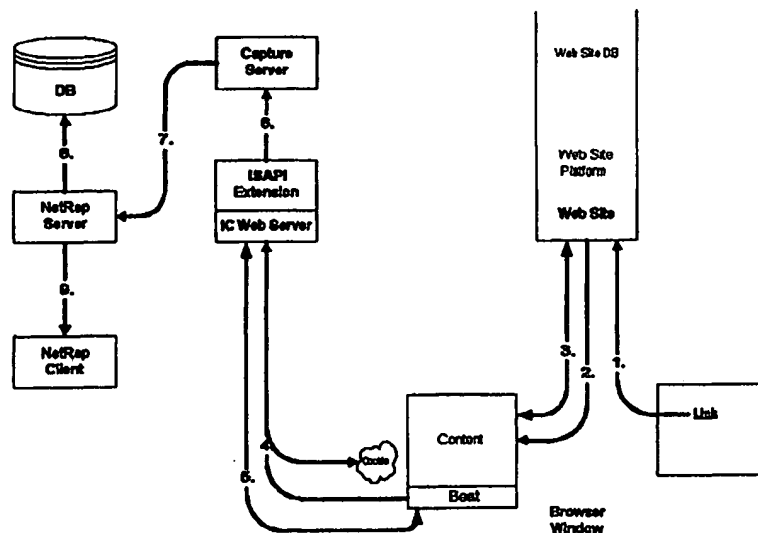 DB
Capture
Server
Web Site DB
Web Site
Platform
Web Site
6.
7.
8.
ISAPI
Extension
IC Web Server
NetRep
Server
9.
NetRep
Client
3.
2.
1.
Link
Content
4.
Cookie
5.
Beat
Browser
Window